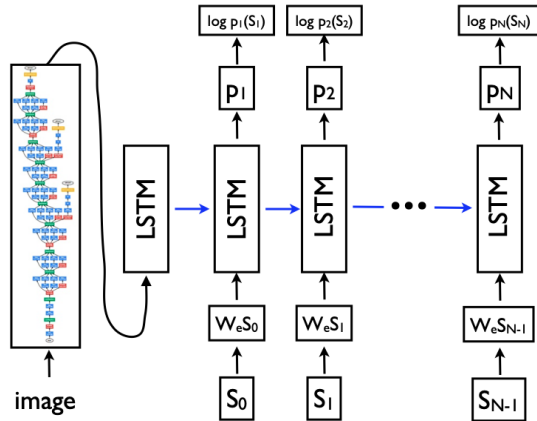 log p₁(S₁) log p₂(S₂) log pN(SN)
p₁ p₂ pN
LSTM LSTM LSTM LSTM
WₑS₀ WₑS₁ WₑSN-1
image S₀ S₁ SN-1